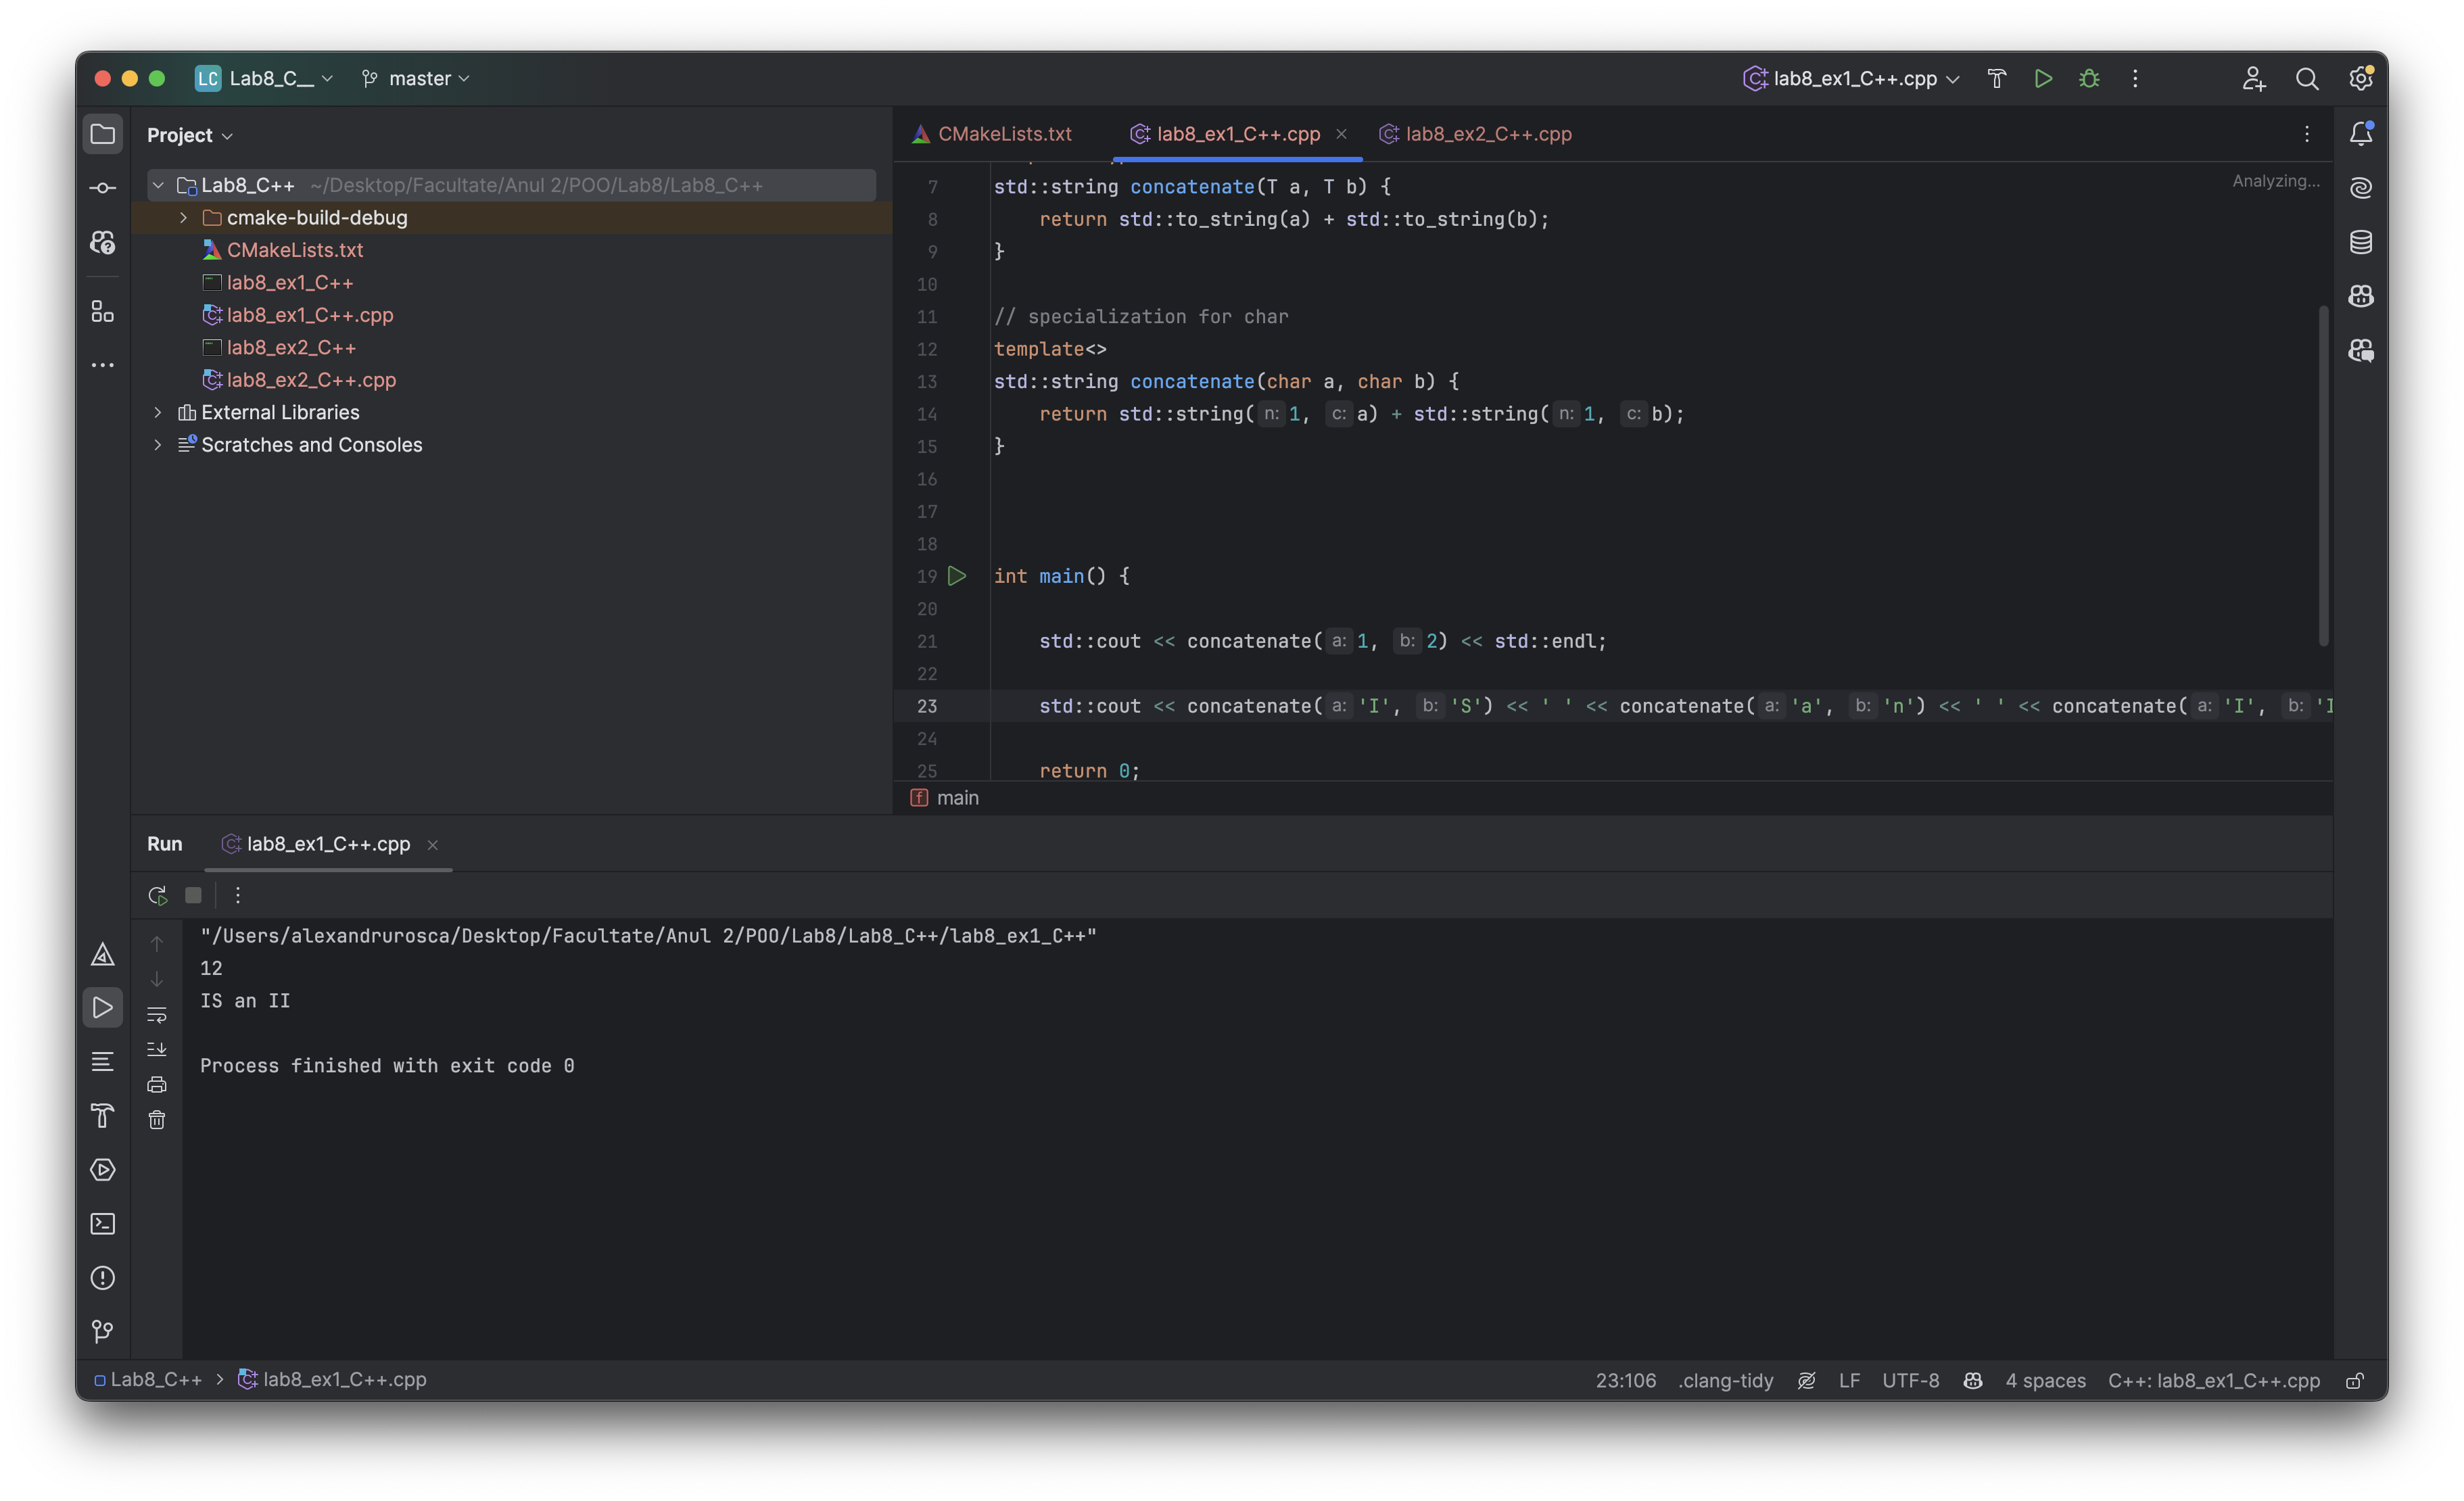 LC Lab8_C__ master lab8_ex1_C++.cpp
Project
Lab8_C++ ~/Desktop/Facultate/Anul 2/POO/Lab8/Lab8_C++
cmake-build-debug
CMakeLists.txt
lab8_ex1_C++
lab8_ex1_C++.cpp
lab8_ex2_C++
lab8_ex2_C++.cpp
External Libraries
Scratches and Consoles
CMakeLists.txt lab8_ex1_C++.cpp lab8_ex2_C++.cpp
Analyzing...
7 std::string concatenate(T a, T b) {
8 return std::to_string(a) + std::to_string(b);
9 }
10
11 // specialization for char
12 template<>
13 std::string concatenate(char a, char b) {
14 return std::string( n: 1, c: a) + std::string( n: 1, c: b);
15 }
16
17
18
19 int main() {
20
21 std::cout << concatenate( a: 1, b: 2) << std::endl;
22
23 std::cout << concatenate( a: 'I', b: 'S') << ' ' << concatenate( a: 'a', b: 'n') << ' ' << concatenate( a: 'I', b: 'I
24
25 return 0;
f main
Run lab8_ex1_C++.cpp
"/Users/alexandrurosca/Desktop/Facultate/Anul 2/POO/Lab8/Lab8_C++/lab8_ex1_C++"
12
IS an II
Process finished with exit code 0
Lab8_C++ > lab8_ex1_C++.cpp 23:106 .clang-tidy LF UTF-8 4 spaces C++: lab8_ex1_C++.cpp